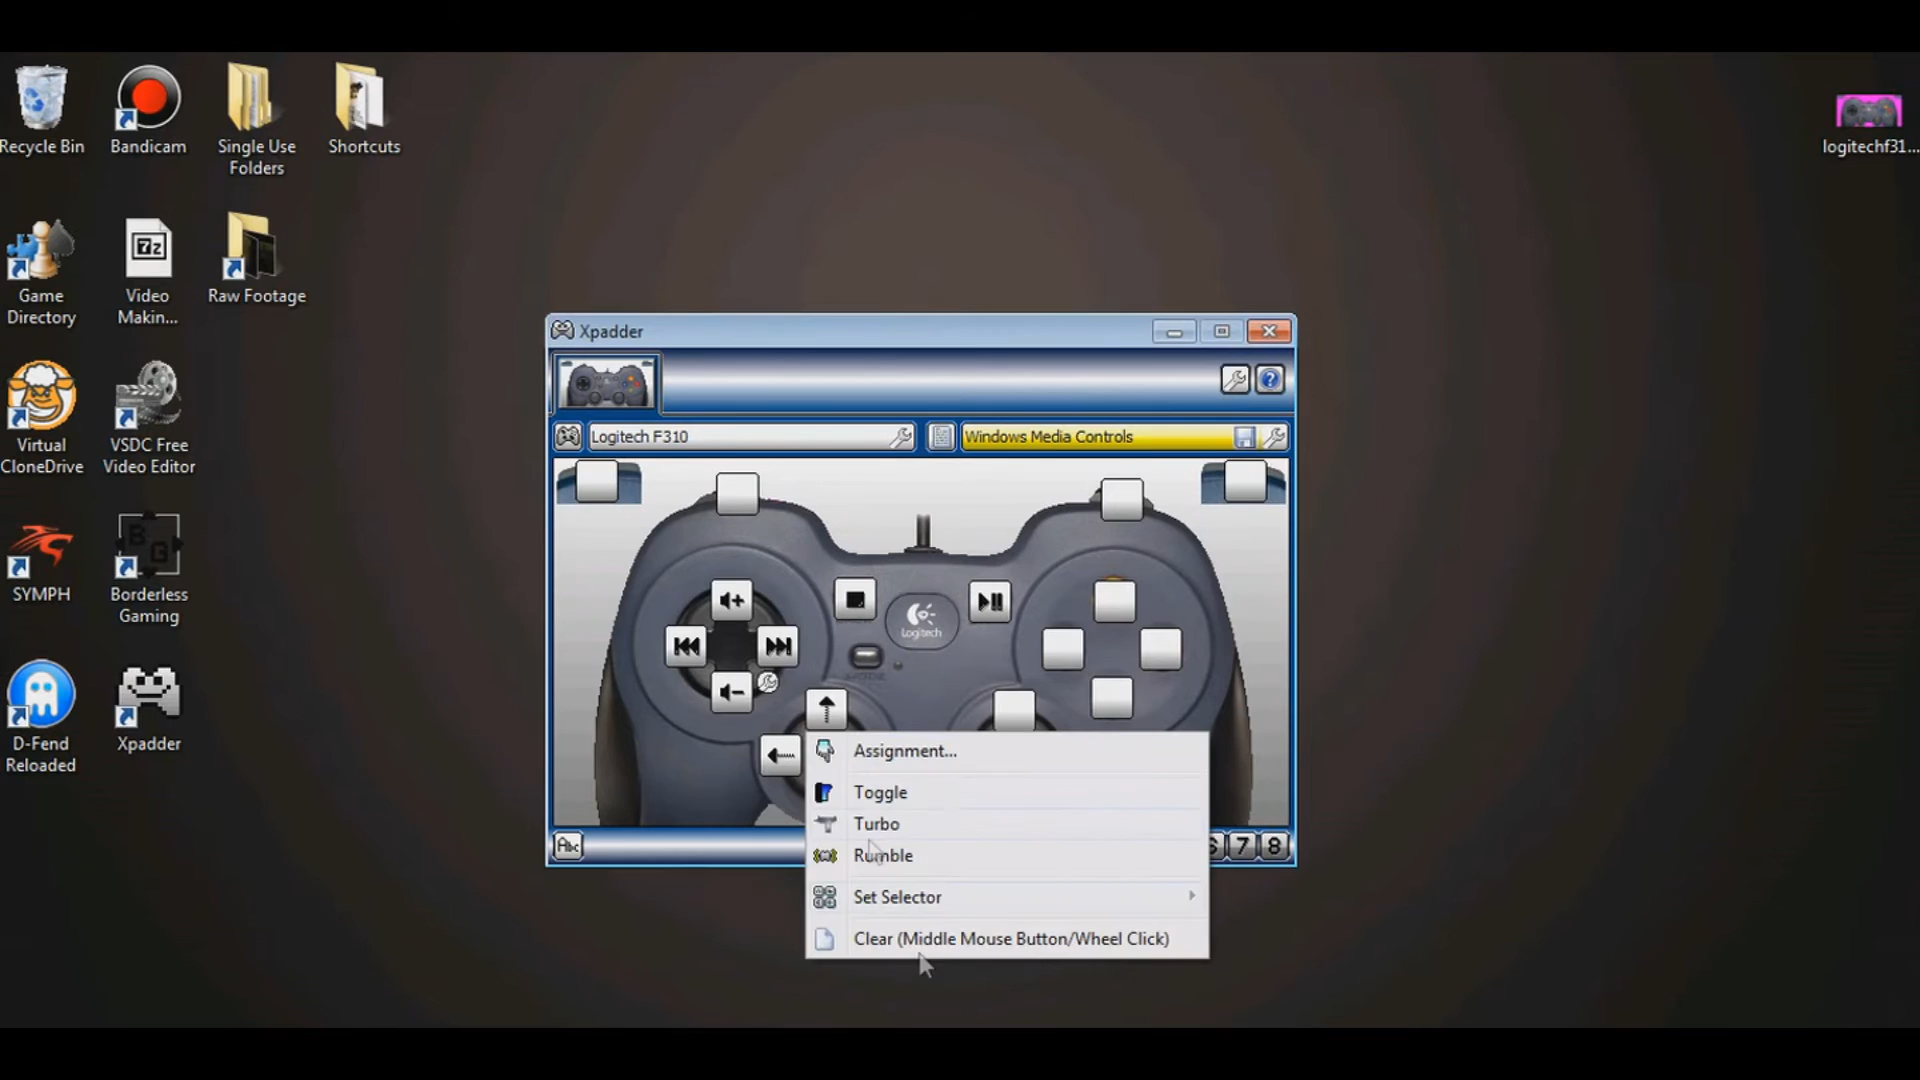 Recycle Bin
Bandicam
Single Use
Folders
Shortcuts
logitechf31...
Game
Directory
7z
Video
Makin...
Raw Footage
Virtual
CloneDrive
VSDC Free
Video Editor
SYMPH
B
G
Borderless
Gaming
D-Fend
Reloaded
Xpadder
Xpadder
Logitech F310
Windows Media Controls
Logitech
Assignment...
Toggle
Turbo
Rumble
Set Selector
Clear (Middle Mouse Button/Wheel Click)
Abc
7
8